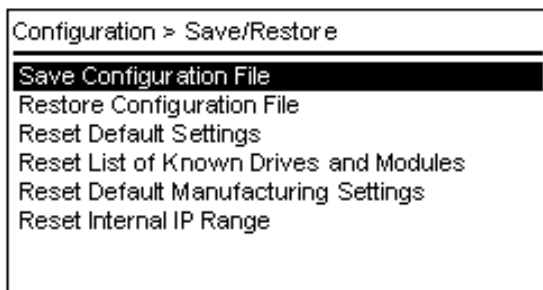 Configuration > Save/Restore
Save Configuration File
Restore Configuration File
Reset Default Settings
Reset List of Known Drives and Modules
Reset Default Manufacturing Settings
Reset Internal IP Range